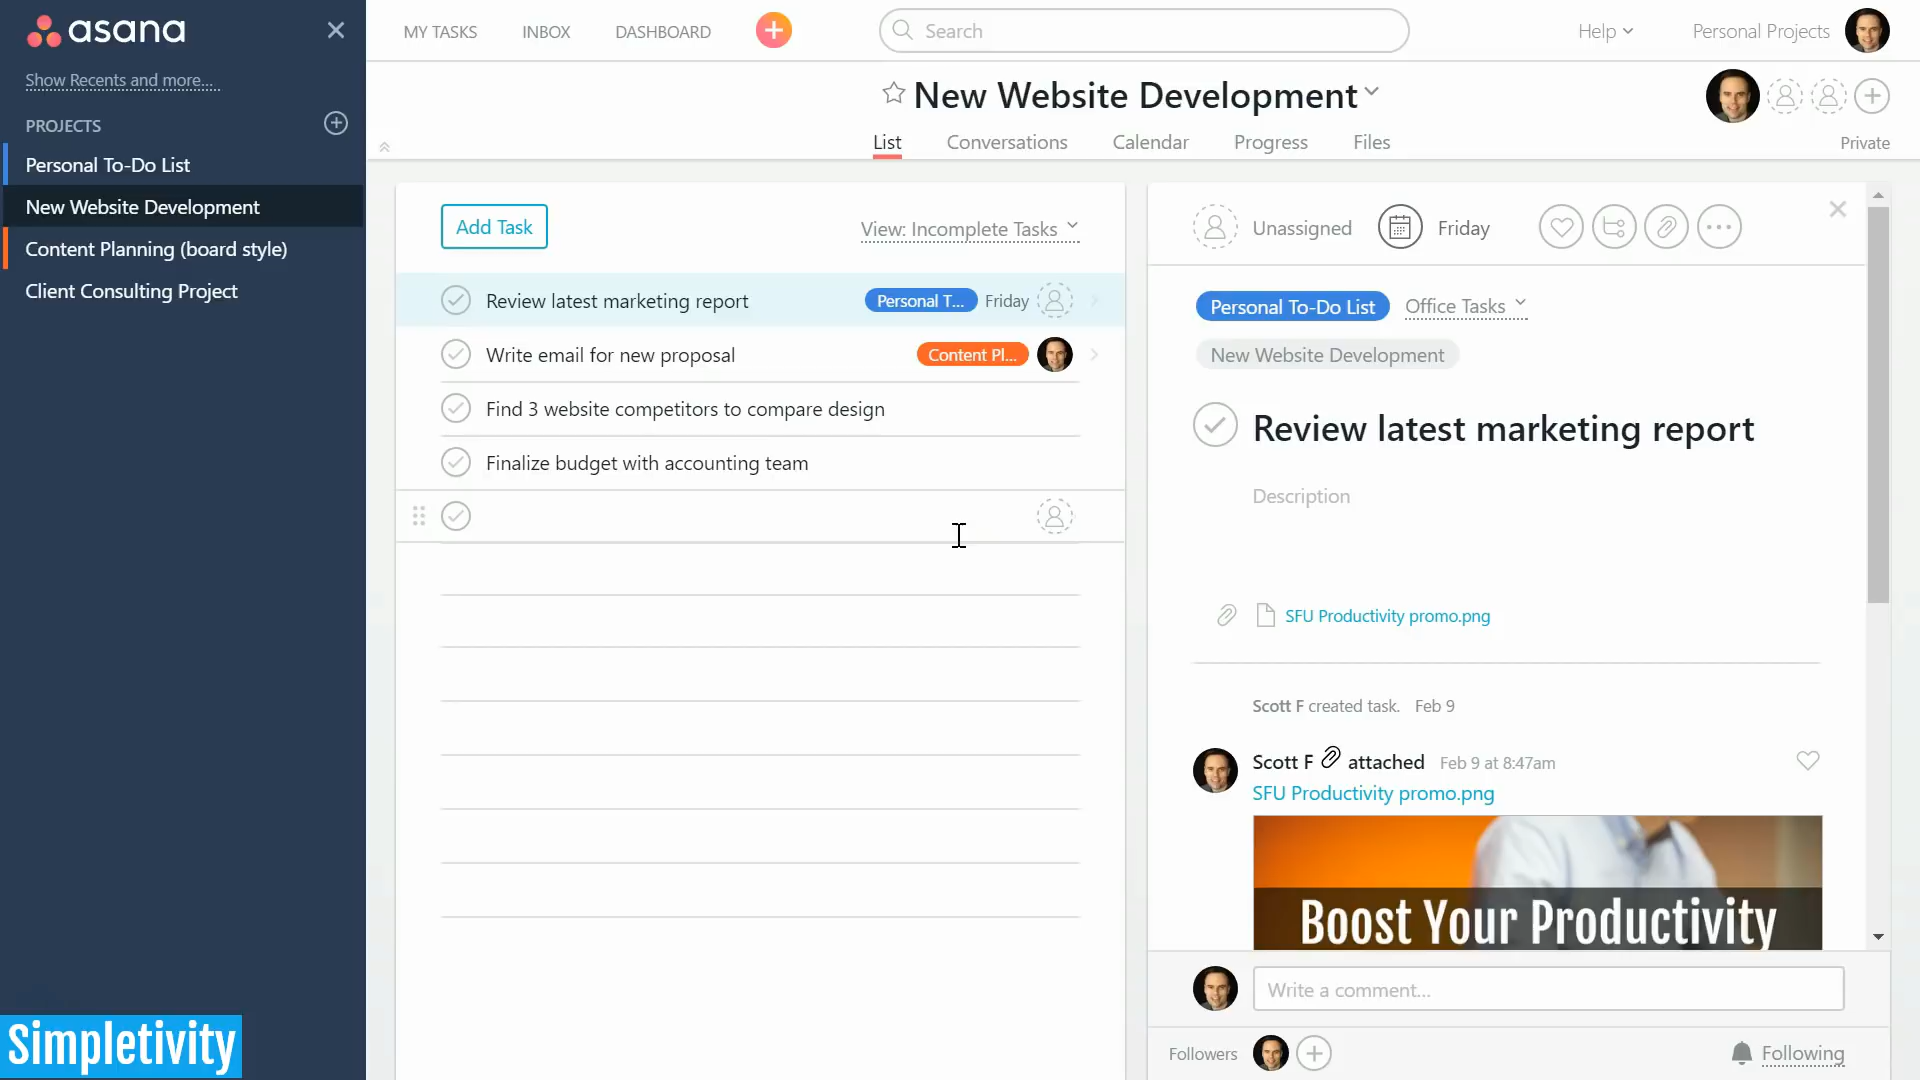 asana
Show Recents and more...
PROJECTS
Personal To-Do List
New Website Development
Content Planning (board style)
Client Consulting Project
Simpletivity
MY TASKS
INBOX
DASHBOARD
Search
Help
Personal Projects
New Website Development
List
Conversations
Calendar
Progress
Files
Private
Add Task
View: Incomplete Tasks
Review latest marketing report
Personal T...
Friday
Write email for new proposal
Content Pl...
Find 3 website competitors to compare design
Finalize budget with accounting team
Unassigned
Friday
Personal To-Do List
Office Tasks
New Website Development
Review latest marketing report
Description
SFU Productivity promo.png
Scott F created task. Feb 9
Scott F attached Feb 9 at 8:47am
SFU Productivity promo.png
Boost Your Productivity
Write a comment...
Followers
Following